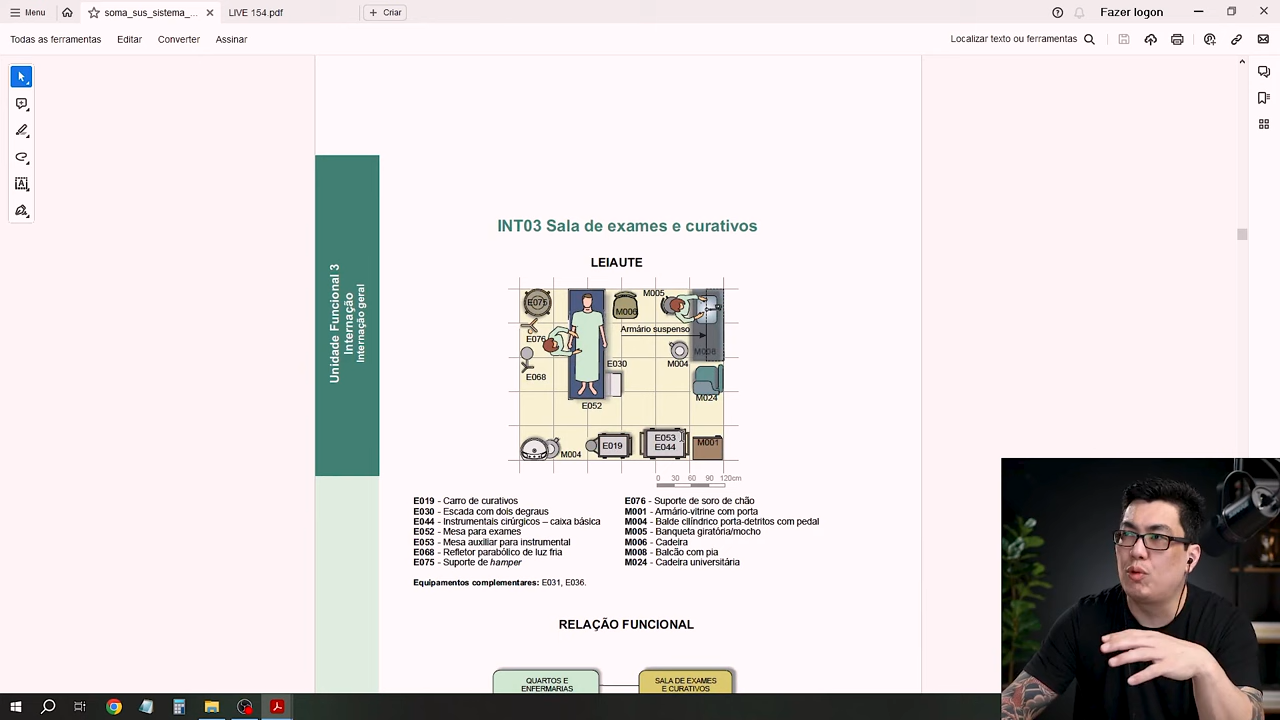 Menu
soma_sus_sistema_...
LIVE 154.pdf
Criar
Fazer logon
Todas as ferramentas
Editar
Converter
Assinar
Localizar texto ou ferramentas
Unidade Funcional 3
Internação
Internação geral
INT03 Sala de exames e curativos
LEIAUTE
E075
M006
M005
E076
Armário suspenso
E068
E030
M004
M008
E052
M024
M004
E019
E053
E044
M001
0 30 60 90 120cm
E019 - Carro de curativos
E030 - Escada com dois degraus
E044 - Instrumentais cirúrgicos – caixa básica
E052 - Mesa para exames
E053 - Mesa auxiliar para instrumental
E068 - Refletor parabólico de luz fria
E075 - Suporte de hamper
E076 - Suporte de soro de chão
M001 - Armário-vitrine com porta
M004 - Balde cilíndrico porta-detritos com pedal
M005 - Banqueta giratória/mocho
M006 - Cadeira
M008 - Balcão com pia
M024 - Cadeira universitária
Equipamentos complementares: E031, E036.
RELAÇÃO FUNCIONAL
QUARTOS E
ENFERMARIAS
SALA DE EXAMES
E CURATIVOS